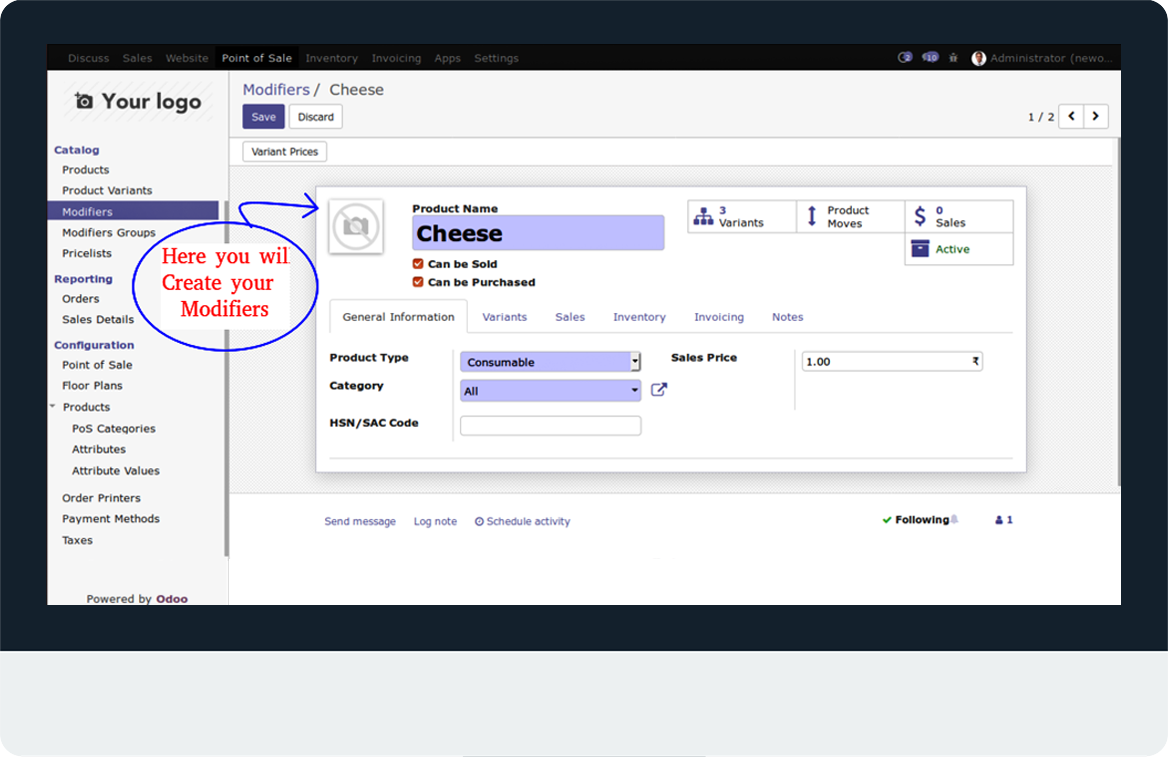 Discuss Sales Website Point of Sale Inventory Invoicing Apps Settings 2 10 Administrator (newo...
Your logo
Modifiers / Cheese
Save Discard
1 / 2
Variant Prices
Catalog
Products
Product Variants
Modifiers
Modifiers Groups
Pricelists
Reporting
Orders
Sales Details
Configuration
Point of Sale
Floor Plans
Products
PoS Categories
Attributes
Attribute Values
Order Printers
Payment Methods
Taxes
Powered by Odoo
Here you wil
Create your
Modifiers
Product Name
Cheese
Can be Sold
Can be Purchased
3
Variants
Product
Moves
$ 0
Sales
Active
General Information Variants Sales Inventory Invoicing Notes
Product Type Consumable
Category All
HSN/SAC Code
Sales Price 1.00 ₹
Send message Log note Schedule activity
Following 1